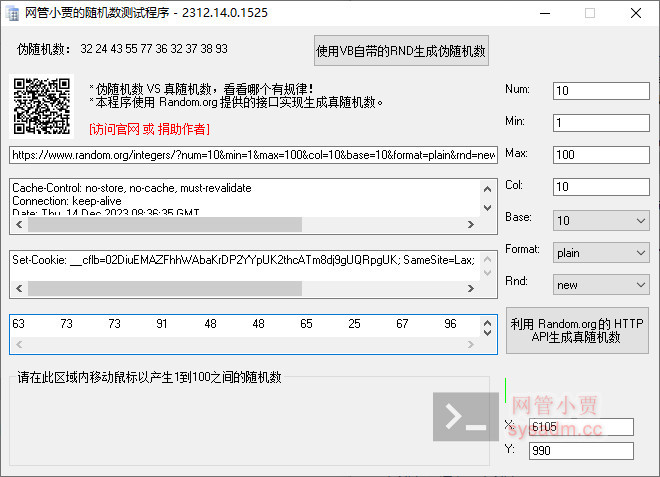 网管小贾的随机数测试程序 - 2312.14.0.1525
伪随机数： 32 24 43 55 77 36 32 37 38 93
使用VB自带的RND生成伪随机数
*伪随机数 VS 真随机数，看看哪个有规律！
*本程序使用 Random.org 提供的接口实现生成真随机数。
[访问官网 或 捐助作者]
https://www.random.org/integers/?num=10&min=1&max=100&col=10&base=10&format=plain&rnd=new
Cache-Control: no-store, no-cache, must-revalidate
Connection: keep-alive
Date: Thu, 14 Dec 2023 08:36:35 GMT
Set-Cookie: __cflb=02DiuEMAZFhhWAbaKrDP2YYpUK2thcATm8dj9gUQRpgUK; SameSite=Lax;
63 73 73 91 48 48 65 25 67 96
请在此区域内移动鼠标以产生1到100之间的随机数
Num: 10
Min: 1
Max: 100
Col: 10
Base: 10
Format: plain
Rnd: new
利用 Random.org 的 HTTP
API生成真随机数
网管小贾
sysadm.cc
X: 6105
Y: 990